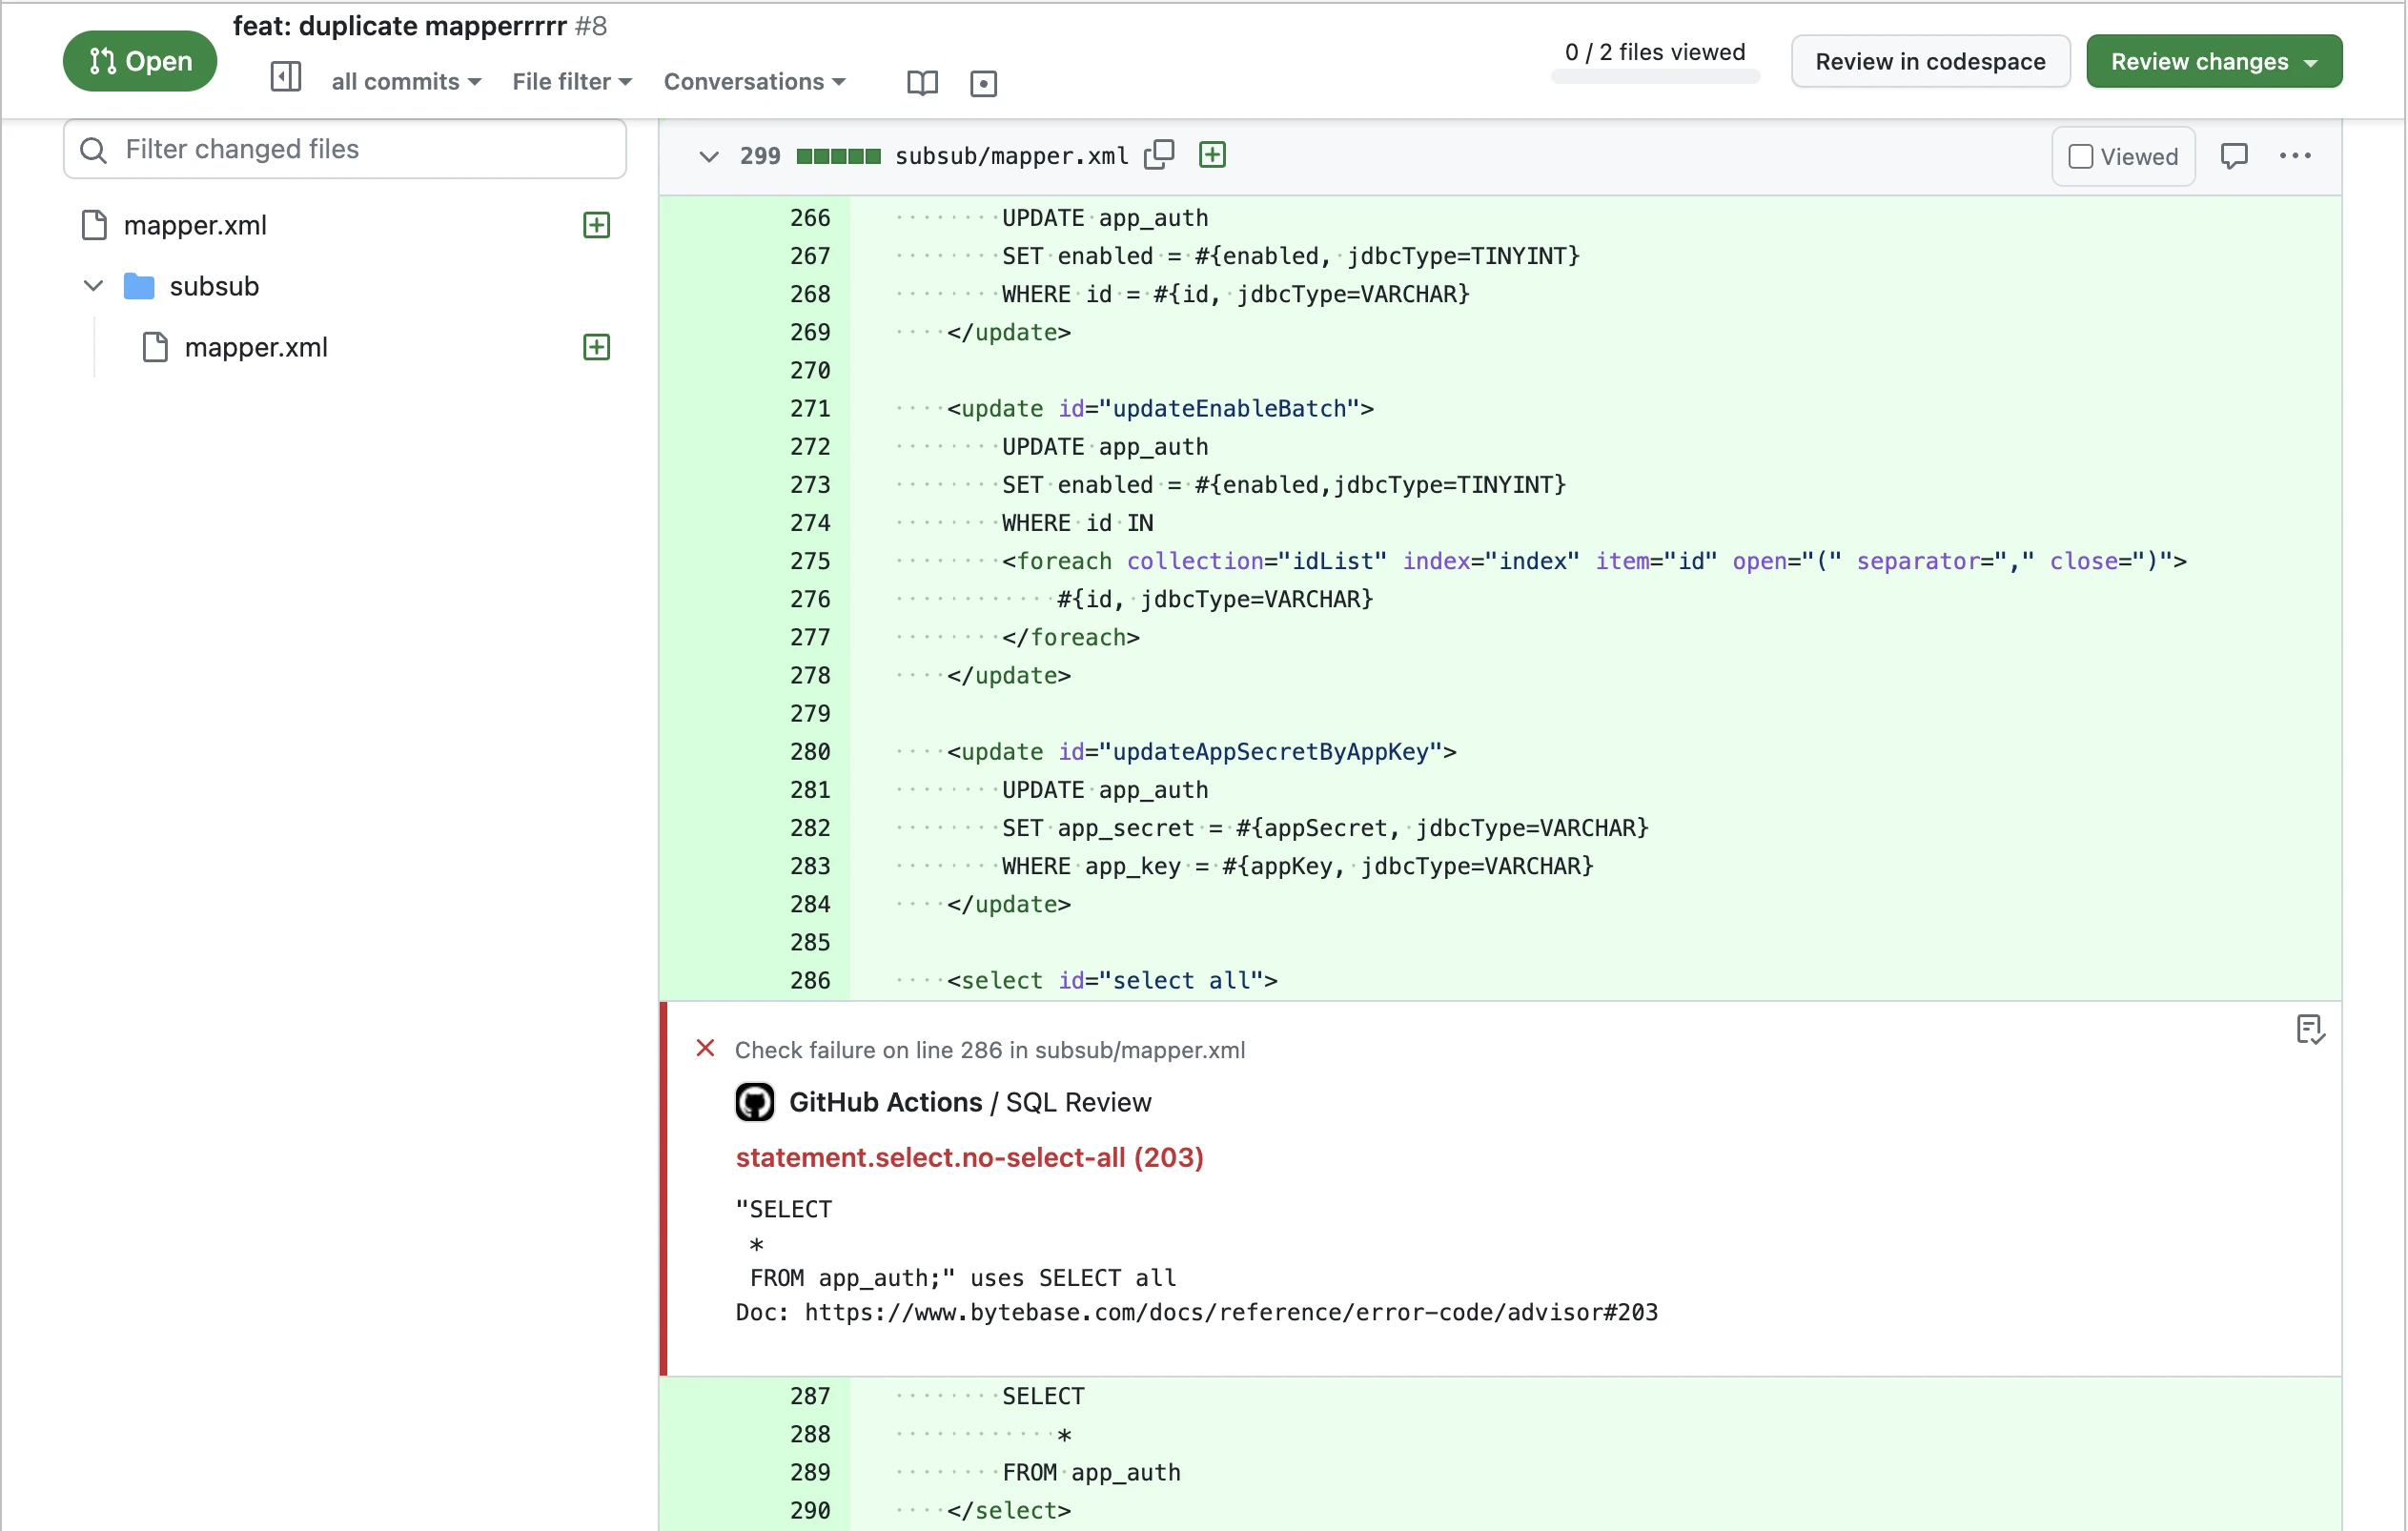 feat: duplicate mapperrrrr #8
Open
all commits
File filter
Conversations
0 / 2 files viewed
Review in codespace
Review changes
Filter changed files
mapper.xml
subsub
mapper.xml
299 subsub/mapper.xml
Viewed
266         UPDATE app_auth
267         SET enabled = #{enabled, jdbcType=TINYINT}
268         WHERE id = #{id, jdbcType=VARCHAR}
269     </update>
270
271     <update id="updateEnableBatch">
272         UPDATE app_auth
273         SET enabled = #{enabled,jdbcType=TINYINT}
274         WHERE id IN
275         <foreach collection="idList" index="index" item="id" open="(" separator="," close=")">
276             #{id, jdbcType=VARCHAR}
277         </foreach>
278     </update>
279
280     <update id="updateAppSecretByAppKey">
281         UPDATE app_auth
282         SET app_secret = #{appSecret, jdbcType=VARCHAR}
283         WHERE app_key = #{appKey, jdbcType=VARCHAR}
284     </update>
285
286     <select id="select all">
Check failure on line 286 in subsub/mapper.xml
GitHub Actions / SQL Review
statement.select.no-select-all (203)
"SELECT
*
FROM app_auth;" uses SELECT all
Doc: https://www.bytebase.com/docs/reference/error-code/advisor#203
287         SELECT
288             *
289         FROM app_auth
290     </select>